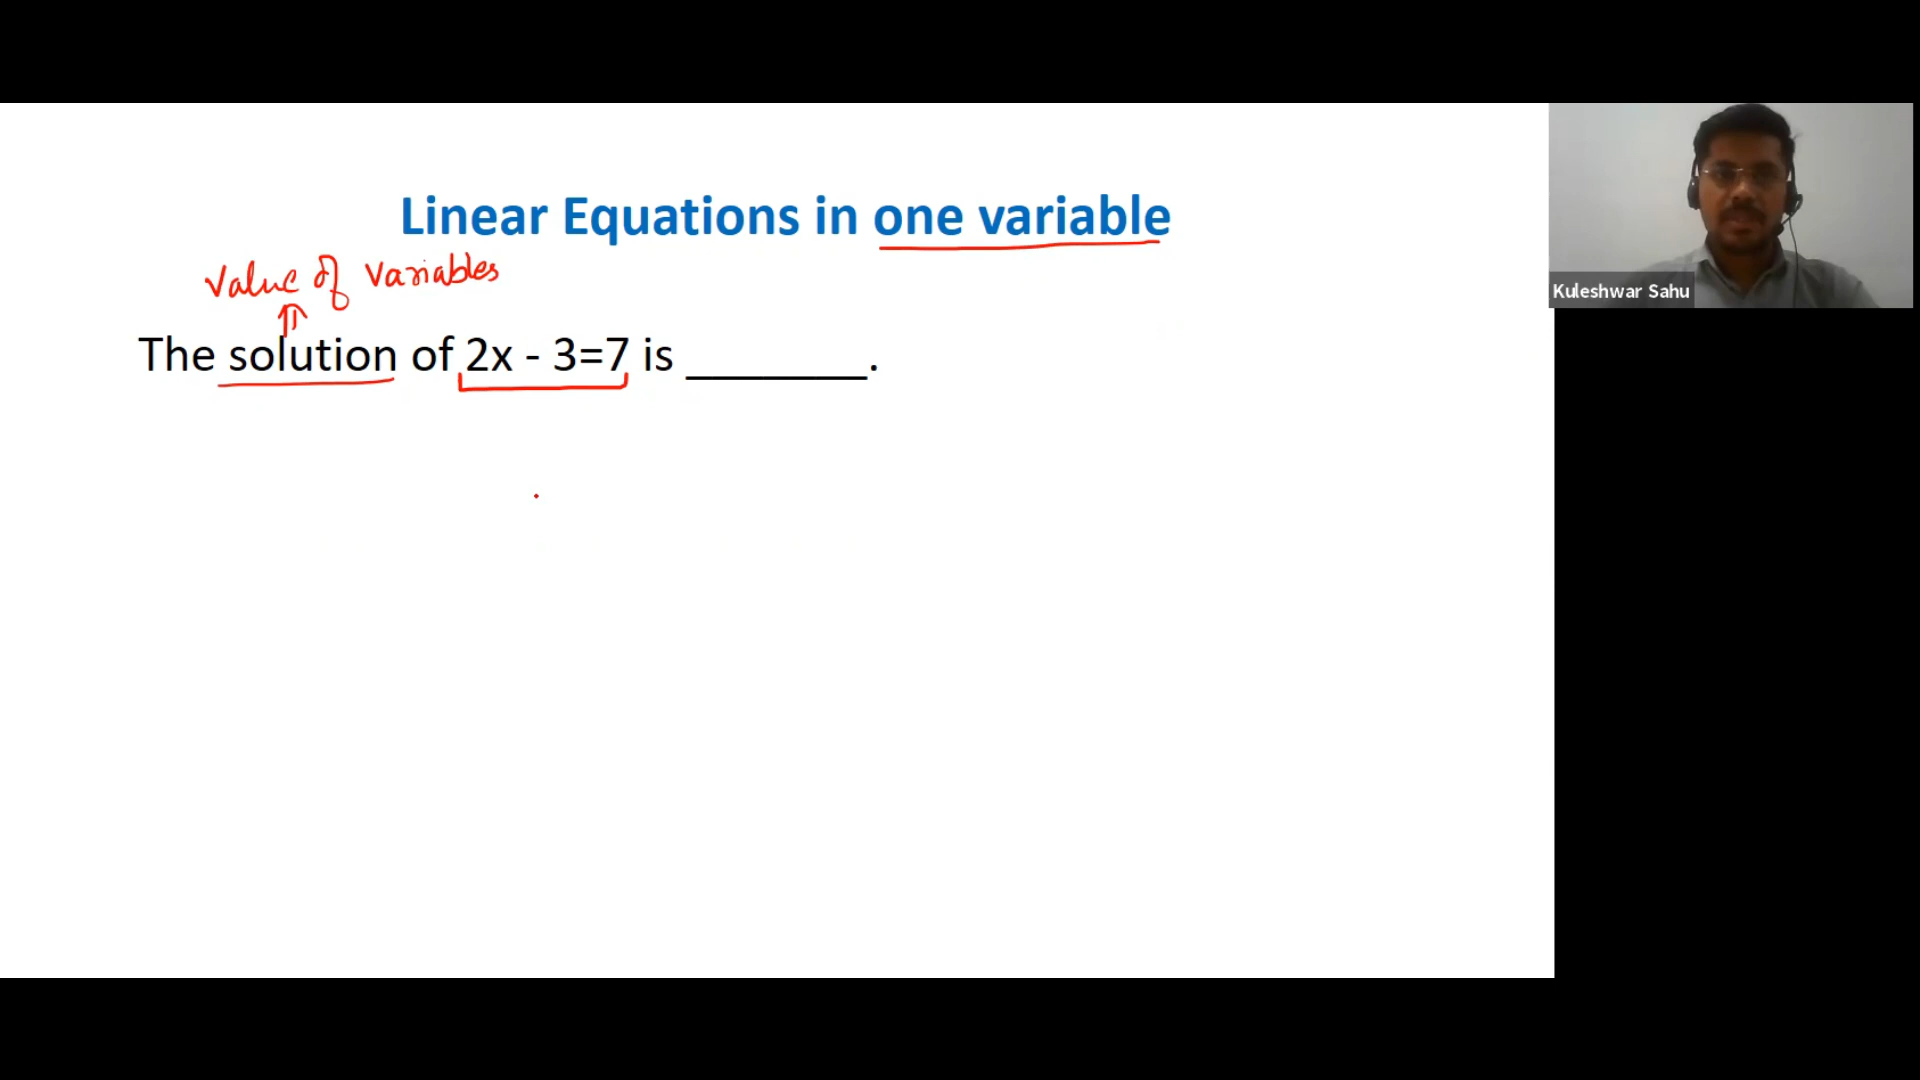 Linear Equations in one variable
value of variables
The solution of 2x - 3=7 is ________.
Kuleshwar Sahu